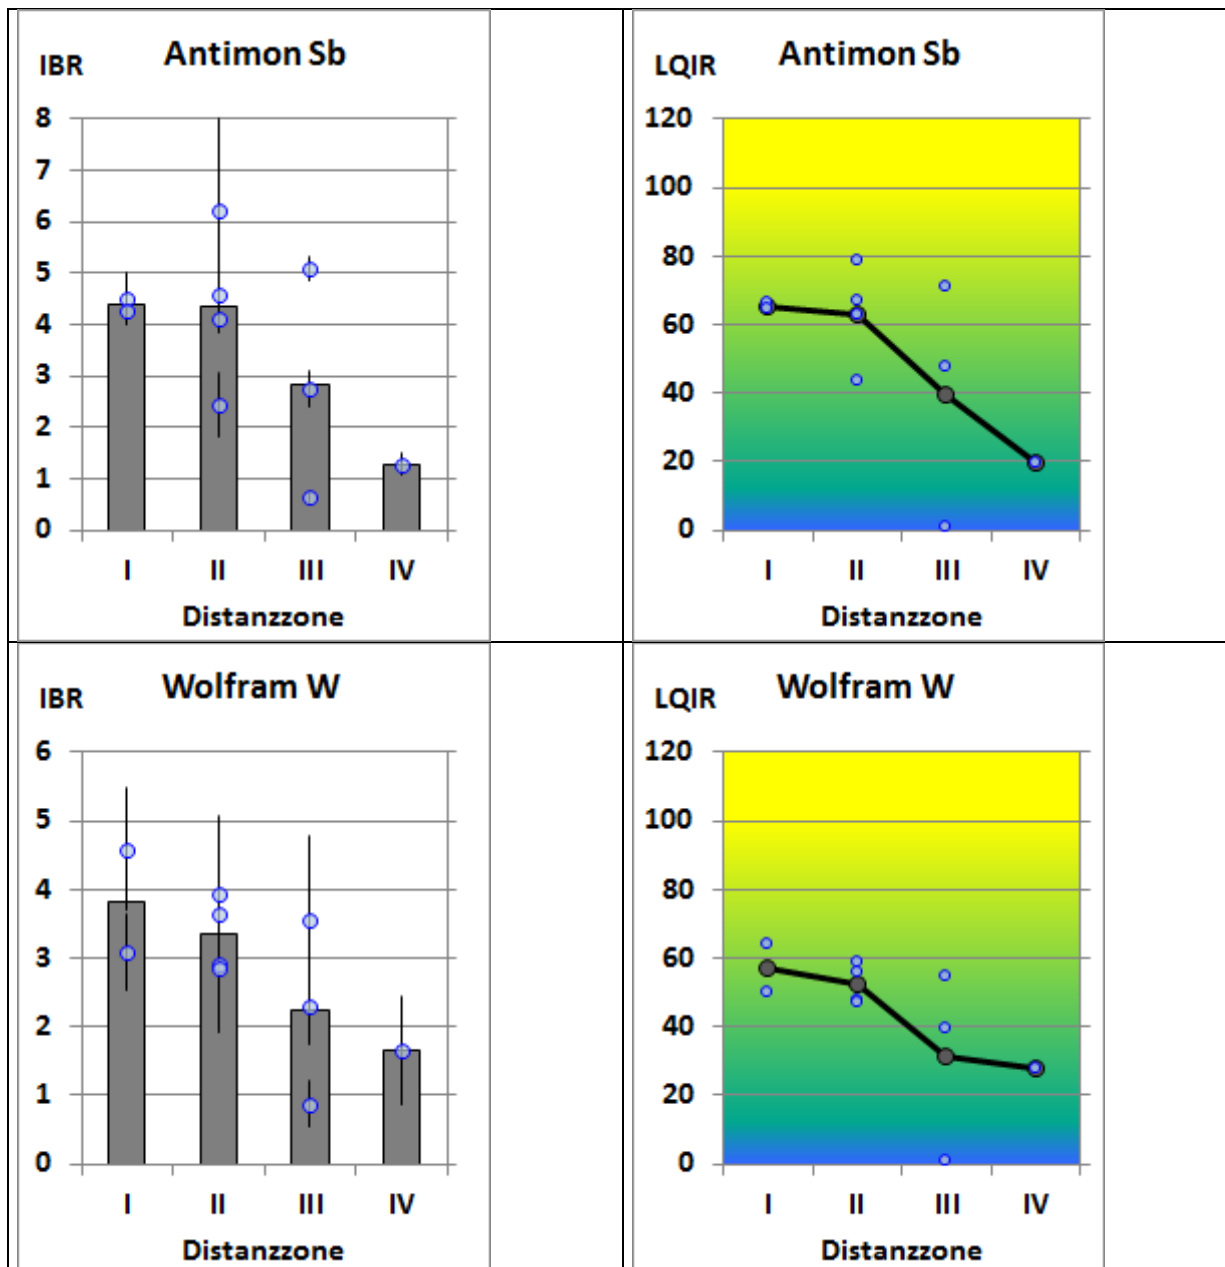 Antimon Sb
IBR
8
7
6
5
4
3
2
1
0
I II III IV
Distanzzone
Antimon Sb
LQIR
120
100
80
60
40
20
0
I II III IV
Distanzzone
Wolfram W
IBR
6
5
4
3
2
1
0
I II III IV
Distanzzone
Wolfram W
LQIR
120
100
80
60
40
20
0
I II III IV
Distanzzone